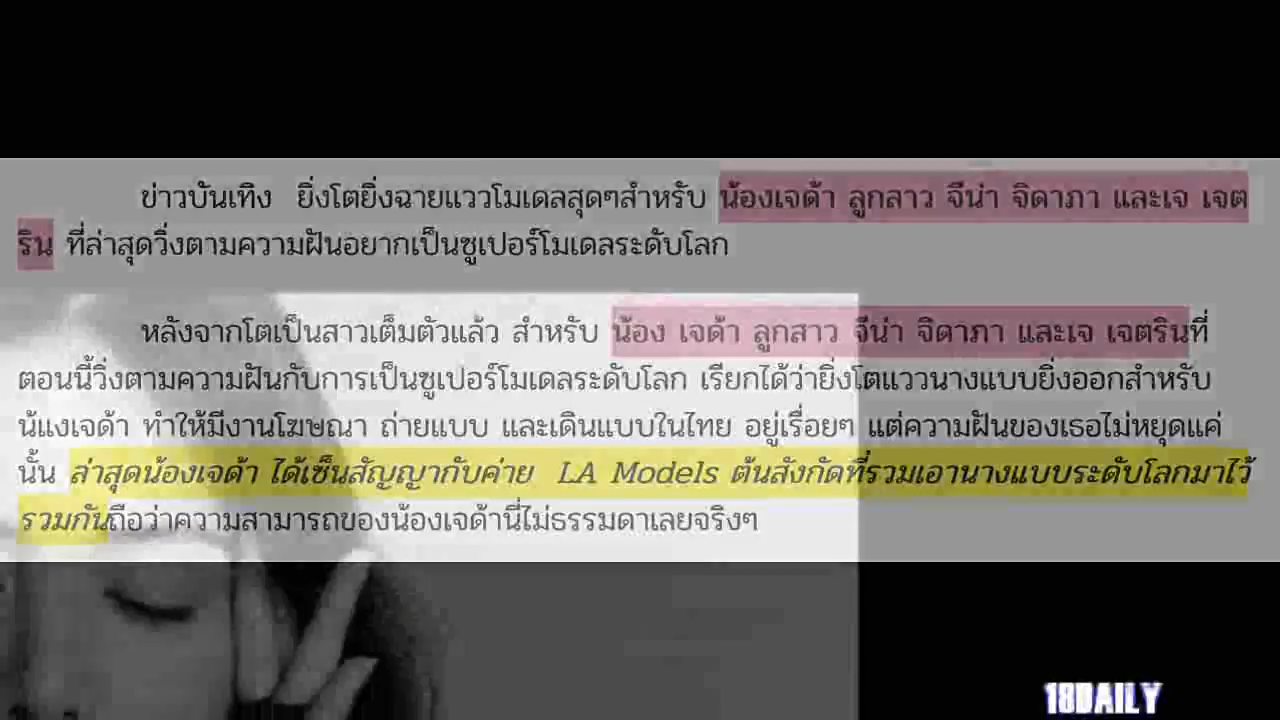 ข่าวบันเทิง ยิ่งโตยิ่งฉายแววโมเดลสุดๆสำหรับ น้องเจด้า ลูกสาว จีน่า จิดาภา และเจ เจต
ริน ที่ล่าสุดวิ่งตามความฝันอยากเป็นซูเปอร์โมเดลระดับโลก
หลังจากโตเป็นสาวเต็มตัวแล้ว สำหรับ น้อง เจด้า ลูกสาว จีน่า จิดาภา และเจ เจตรินที่
ตอนนี้วิ่งตามความฝันกับการเป็นซูเปอร์โมเดลระดับโลก เรียกได้ว่ายิ่งโตแววนางแบบยิ่งออกสำหรับ
น้แงเจด้า ทำให้มีงานโฆษณา ถ่ายแบบ และเดินแบบในไทย อยู่เรื่อยๆ แต่ความฝันของเธอไม่หยุดแค่
นั้น ล่าสุดน้องเจด้า ได้เซ็นสัญญากับค่าย LA Models ต้นสังกัดที่รวมเอานางแบบระดับโลกมาไว้
รวมกันถือว่าความสามารถของน้องเจด้านี่ไม่ธรรมดาเลยจริงๆ
18DAILY